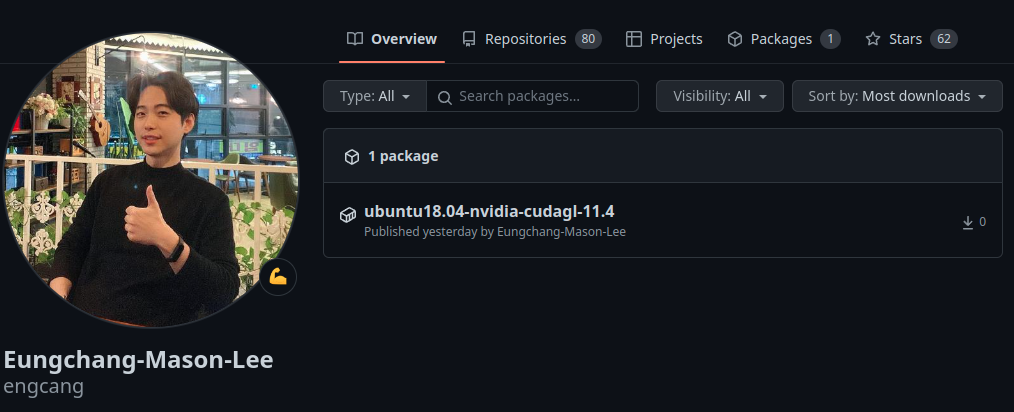 Overview
Repositories 80
Projects
Packages 1
Stars 62
Type: All
Search packages...
Visibility: All
Sort by: Most downloads
1 package
ubuntu18.04-nvidia-cudagl-11.4
Published yesterday by Eungchang-Mason-Lee
0
Eungchang-Mason-Lee
engcang